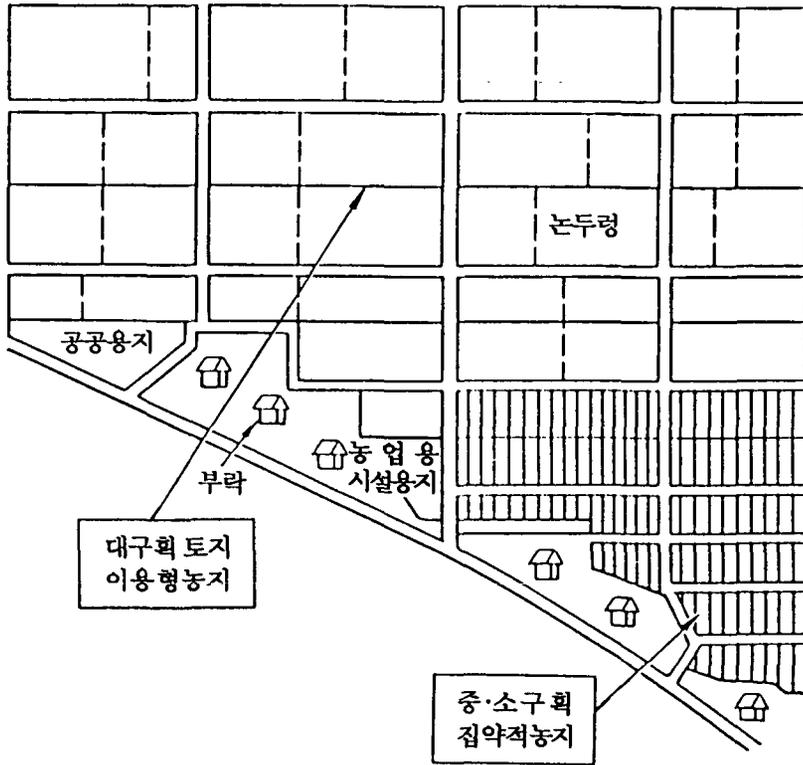 논두렁
공공용지
부락
농업용
시설용지
대구획 토지
이용형농지
중·소구획
집약적농지